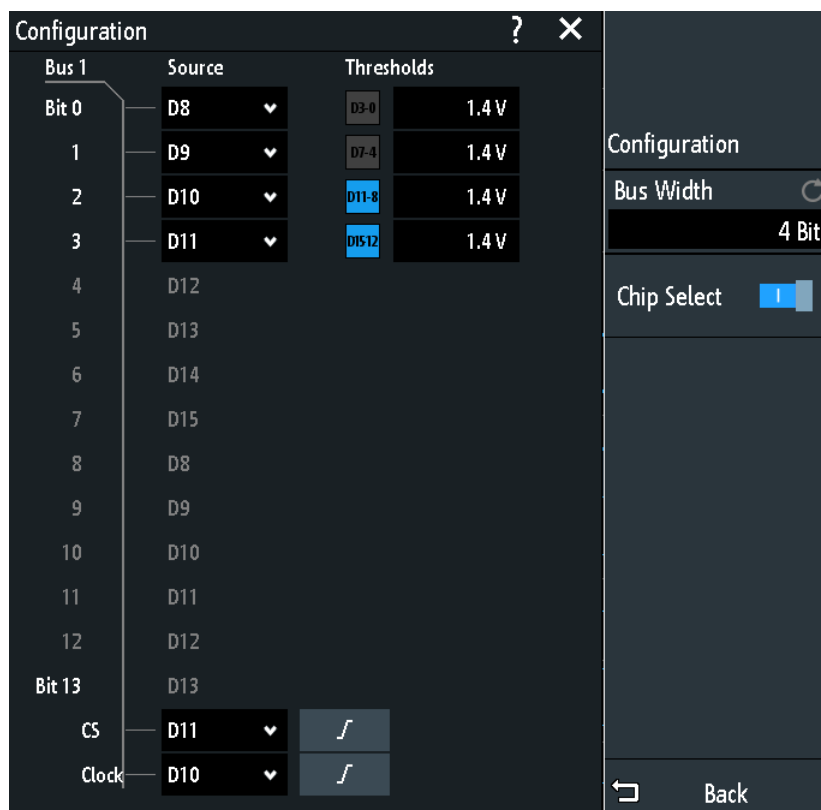 Configuration ? ✕
Bus 1 Source Thresholds
Bit 0 D8 D3-0 1.4 V
1 D9 D7-4 1.4 V
2 D10 D11-8 1.4 V
3 D11 D1512 1.4 V
4 D12
5 D13
6 D14
7 D15
8 D8
9 D9
10 D10
11 D11
12 D12
Bit 13 D13
CS D11
Clock D10
Configuration
Bus Width
4 Bit
Chip Select I
Back